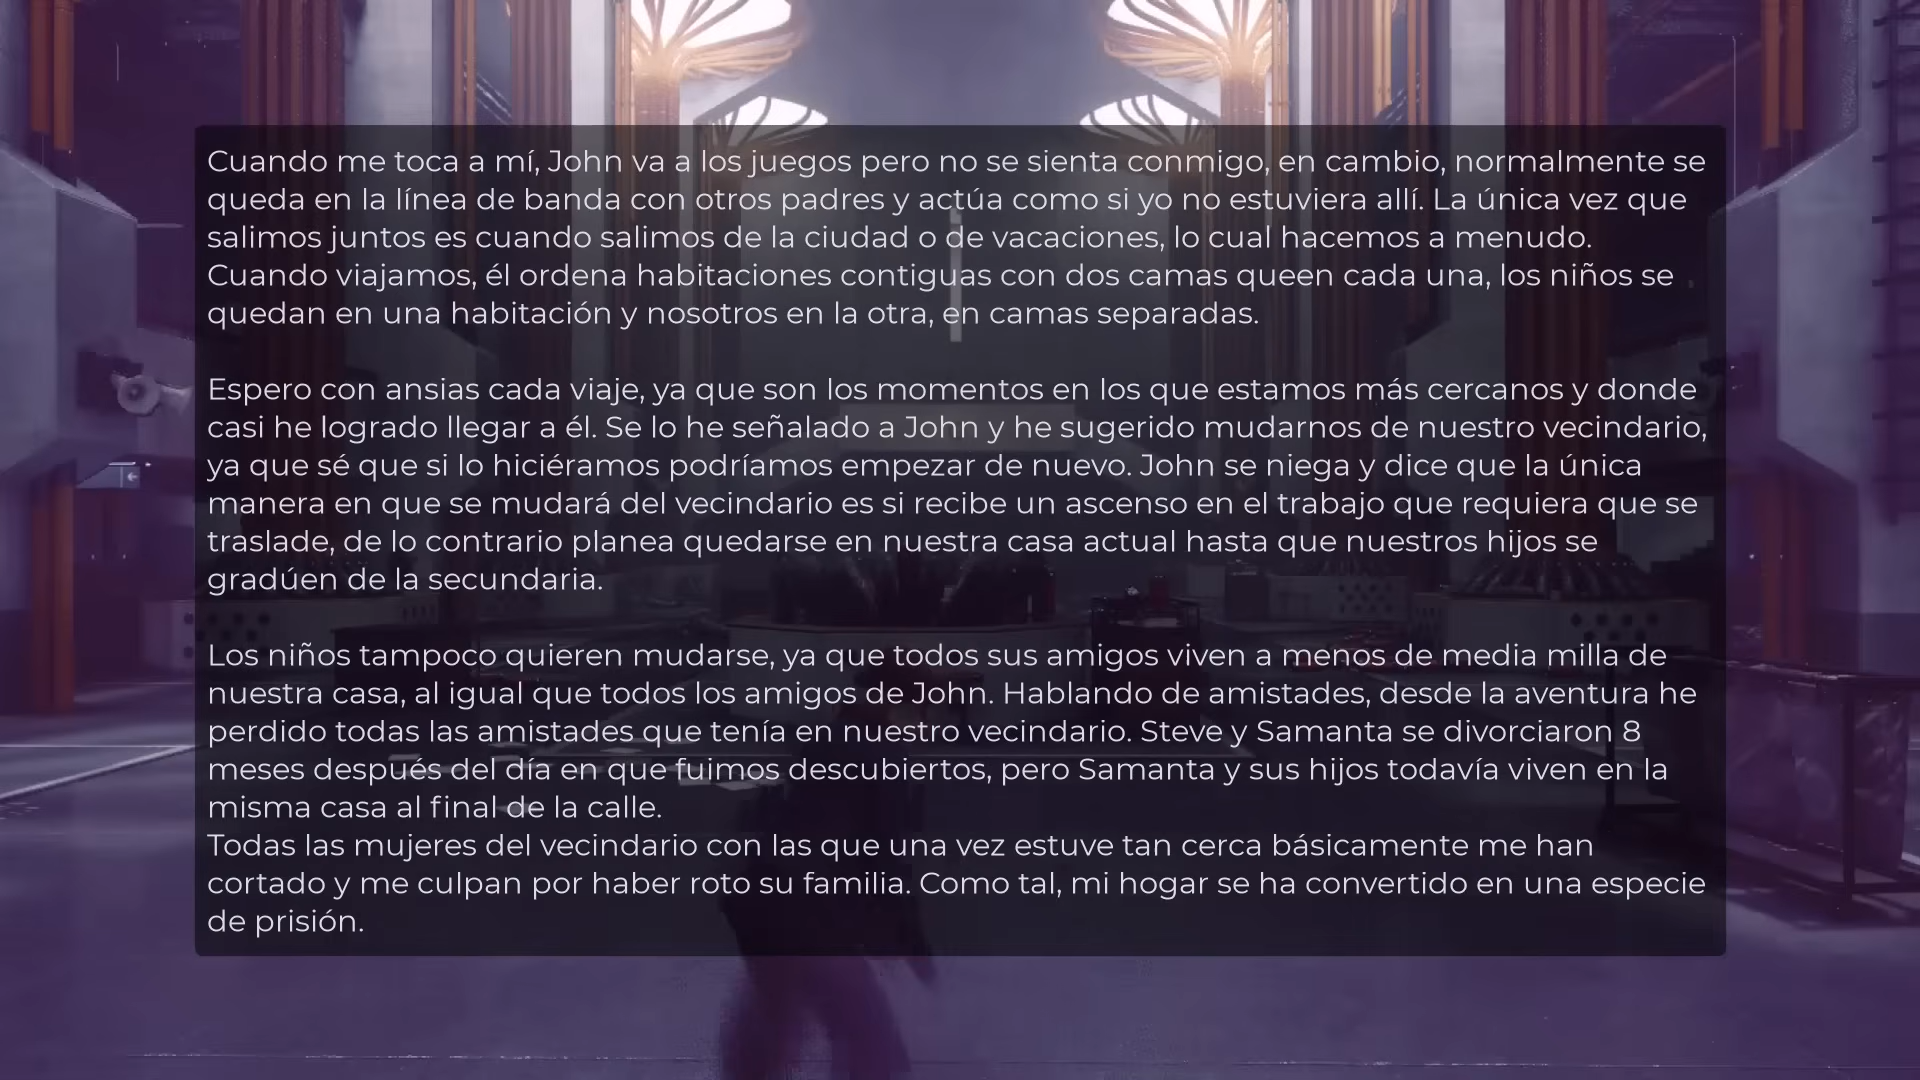 Cuando me toca a mí, John va a los juegos pero no se sienta conmigo, en cambio, normalmente se
queda en la línea de banda con otros padres y actúa como si yo no estuviera allí. La única vez que
salimos juntos es cuando salimos de la ciudad o de vacaciones, lo cual hacemos a menudo.
Cuando viajamos, él ordena habitaciones contiguas con dos camas queen cada una, los niños se
quedan en una habitación y nosotros en la otra, en camas separadas.
Espero con ansias cada viaje, ya que son los momentos en los que estamos más cercanos y donde
casi he logrado llegar a él. Se lo he señalado a John y he sugerido mudarnos de nuestro vecindario,
ya que sé que si lo hiciéramos podríamos empezar de nuevo. John se niega y dice que la única
manera en que se mudará del vecindario es si recibe un ascenso en el trabajo que requiera que se
traslade, de lo contrario planea quedarse en nuestra casa actual hasta que nuestros hijos se
gradúen de la secundaria.
Los niños tampoco quieren mudarse, ya que todos sus amigos viven a menos de media milla de
nuestra casa, al igual que todos los amigos de John. Hablando de amistades, desde la aventura he
perdido todas las amistades que tenía en nuestro vecindario. Steve y Samanta se divorciaron 8
meses después del día en que fuimos descubiertos, pero Samanta y sus hijos todavía viven en la
misma casa al final de la calle.
Todas las mujeres del vecindario con las que una vez estuve tan cerca básicamente me han
cortado y me culpan por haber roto su familia. Como tal, mi hogar se ha convertido en una especie
de prisión.